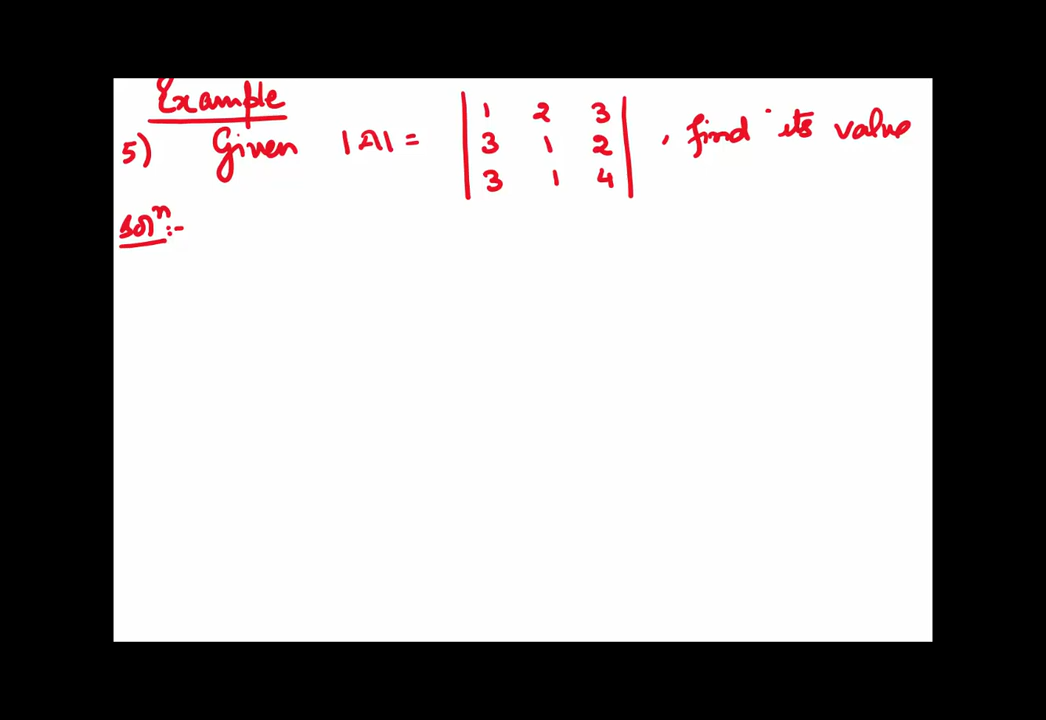 Example
5) Given |A| = | 1 2 3 |, find its value
| 3 1 2 |
| 3 1 4 |
Solⁿ:-